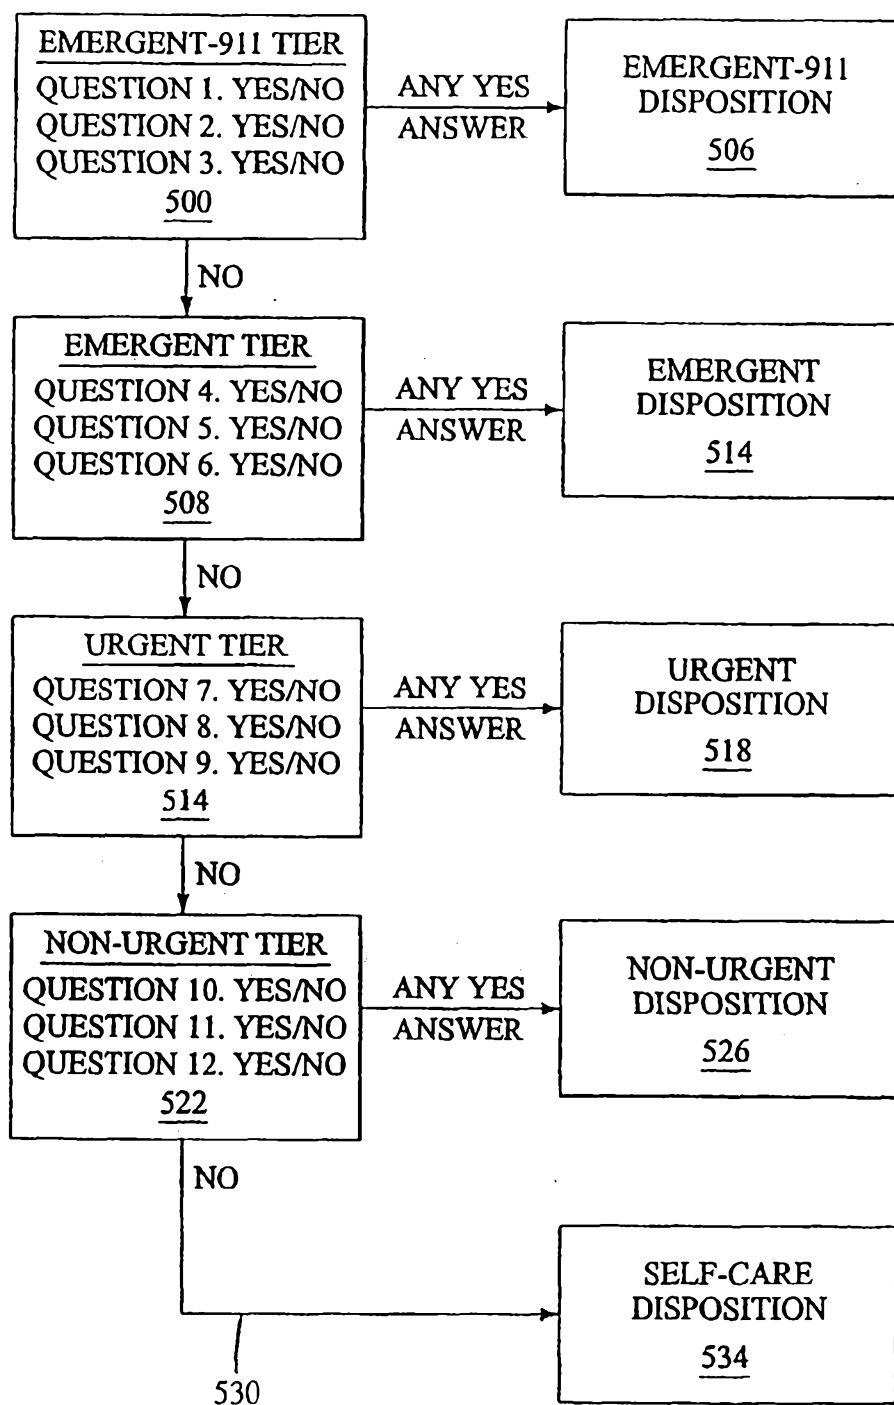 EMERGENT-911 TIER
QUESTION 1. YES/NO
QUESTION 2. YES/NO
QUESTION 3. YES/NO
500
ANY YES
ANSWER
EMERGENT-911
DISPOSITION
506
NO
EMERGENT TIER
QUESTION 4. YES/NO
QUESTION 5. YES/NO
QUESTION 6. YES/NO
508
ANY YES
ANSWER
EMERGENT
DISPOSITION
514
NO
URGENT TIER
QUESTION 7. YES/NO
QUESTION 8. YES/NO
QUESTION 9. YES/NO
514
ANY YES
ANSWER
URGENT
DISPOSITION
518
NO
NON-URGENT TIER
QUESTION 10. YES/NO
QUESTION 11. YES/NO
QUESTION 12. YES/NO
522
ANY YES
ANSWER
NON-URGENT
DISPOSITION
526
NO
SELF-CARE
DISPOSITION
534
530